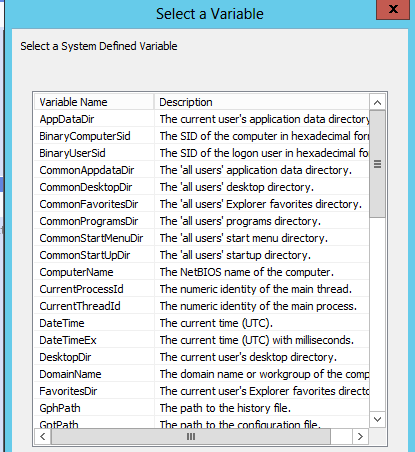 Select a Variable
x
Select a System Defined Variable
Variable Name Description
AppDataDir The current user's application data directory
BinaryComputerSid The SID of the computer in hexadecimal for
BinaryUserSid The SID of the logon user in hexadecimal fo
CommonAppdataDir The 'all users' application data directory.
CommonDesktopDir The 'all users' desktop directory.
CommonFavoritesDir The 'all users' Explorer favorites directory.
CommonProgramsDir The 'all users' programs directory.
CommonStartMenuDir The 'all users' start menu directory.
CommonStartUpDir The 'all users' startup directory.
ComputerName The NetBIOS name of the computer.
CurrentProcessId The numeric identity of the main thread.
CurrentThreadId The numeric identity of the main process.
DateTime The current time (UTC).
DateTimeEx The current time (UTC) with milliseconds.
DesktopDir The current user's desktop directory.
DomainName The domain name or workgroup of the comp
FavoritesDir The current user's Explorer favorites directo
GphPath The path to the history file.
GptPath The path to the configuration file.